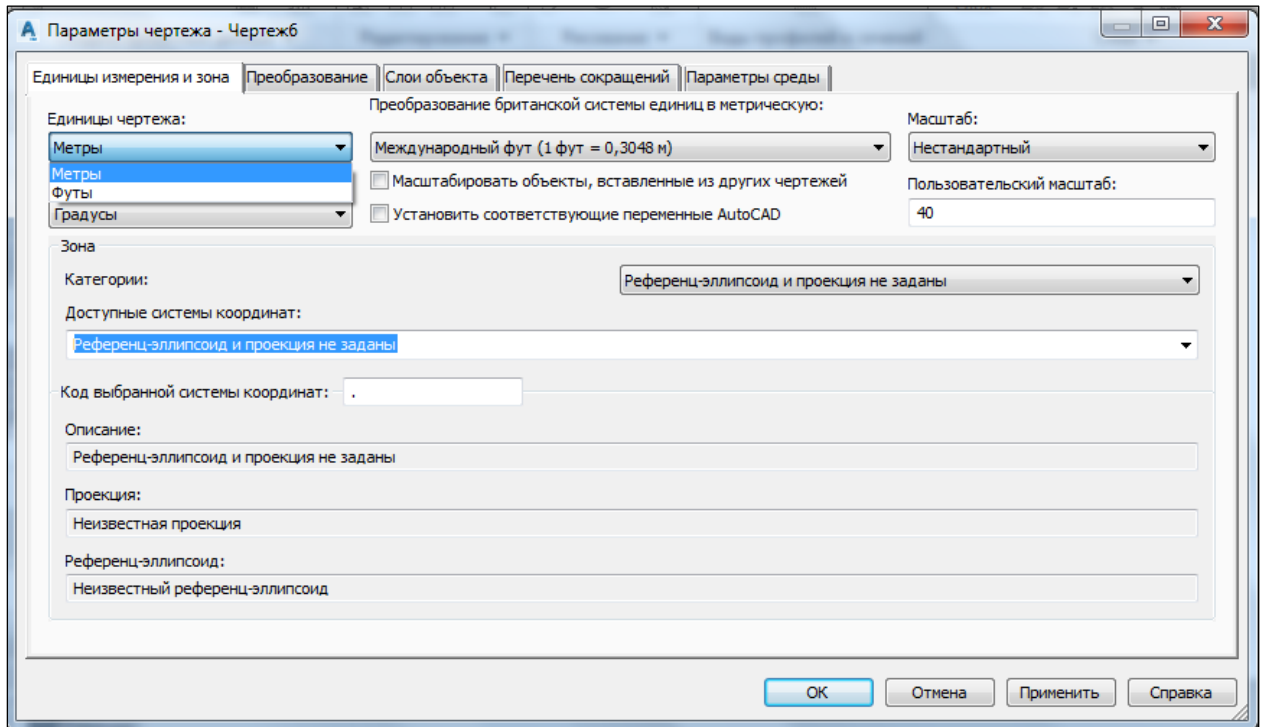 Параметры чертежа - Чертеж6
Единицы измерения и зона Преобразование Слои объекта Перечень сокращений Параметры среды
Единицы чертежа:
Преобразование британской системы единиц в метрическую:
Масштаб:
Метры
Международный фут (1 фут = 0,3048 м)
Нестандартный
Метры
Футы
Масштабировать объекты, вставленные из других чертежей
Пользовательский масштаб:
Градусы
Установить соответствующие переменные AutoCAD
40
Зона
Категории:
Референц-эллипсоид и проекция не заданы
Доступные системы координат:
Референц-эллипсоид и проекция не заданы
Код выбранной системы координат: .
Описание:
Референц-эллипсоид и проекция не заданы
Проекция:
Неизвестная проекция
Референц-эллипсоид:
Неизвестный референц-эллипсоид
ОК Отмена Применить Справка